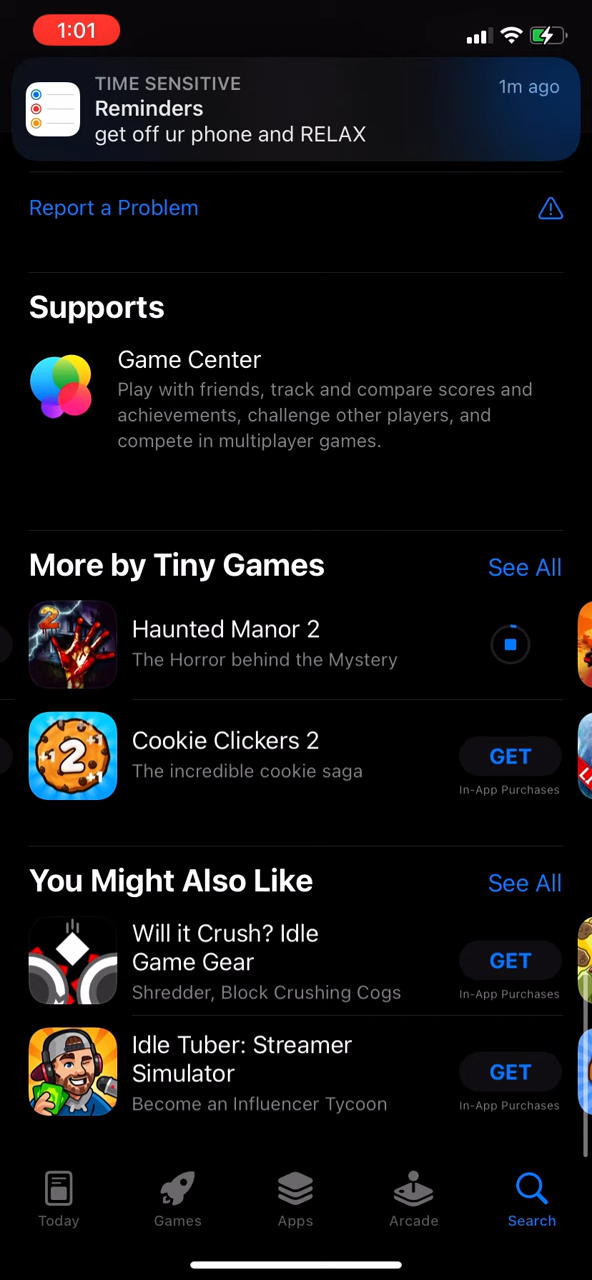 1:01
TIME SENSITIVE
1m ago
Reminders
get off ur phone and RELAX
Report a Problem
Supports
Game Center
Play with friends, track and compare scores and
achievements, challenge other players, and
compete in multiplayer games.
More by Tiny Games
See All
2
Haunted Manor 2
The Horror behind the Mystery
+1
2
+1
+1
Cookie Clickers 2
The incredible cookie saga
GET
In-App Purchases
You Might Also Like
See All
Will it Crush? Idle
Game Gear
Shredder, Block Crushing Cogs
GET
In-App Purchases
Idle Tuber: Streamer
Simulator
Become an Influencer Tycoon
GET
In-App Purchases
Today
Games
Apps
Arcade
Search